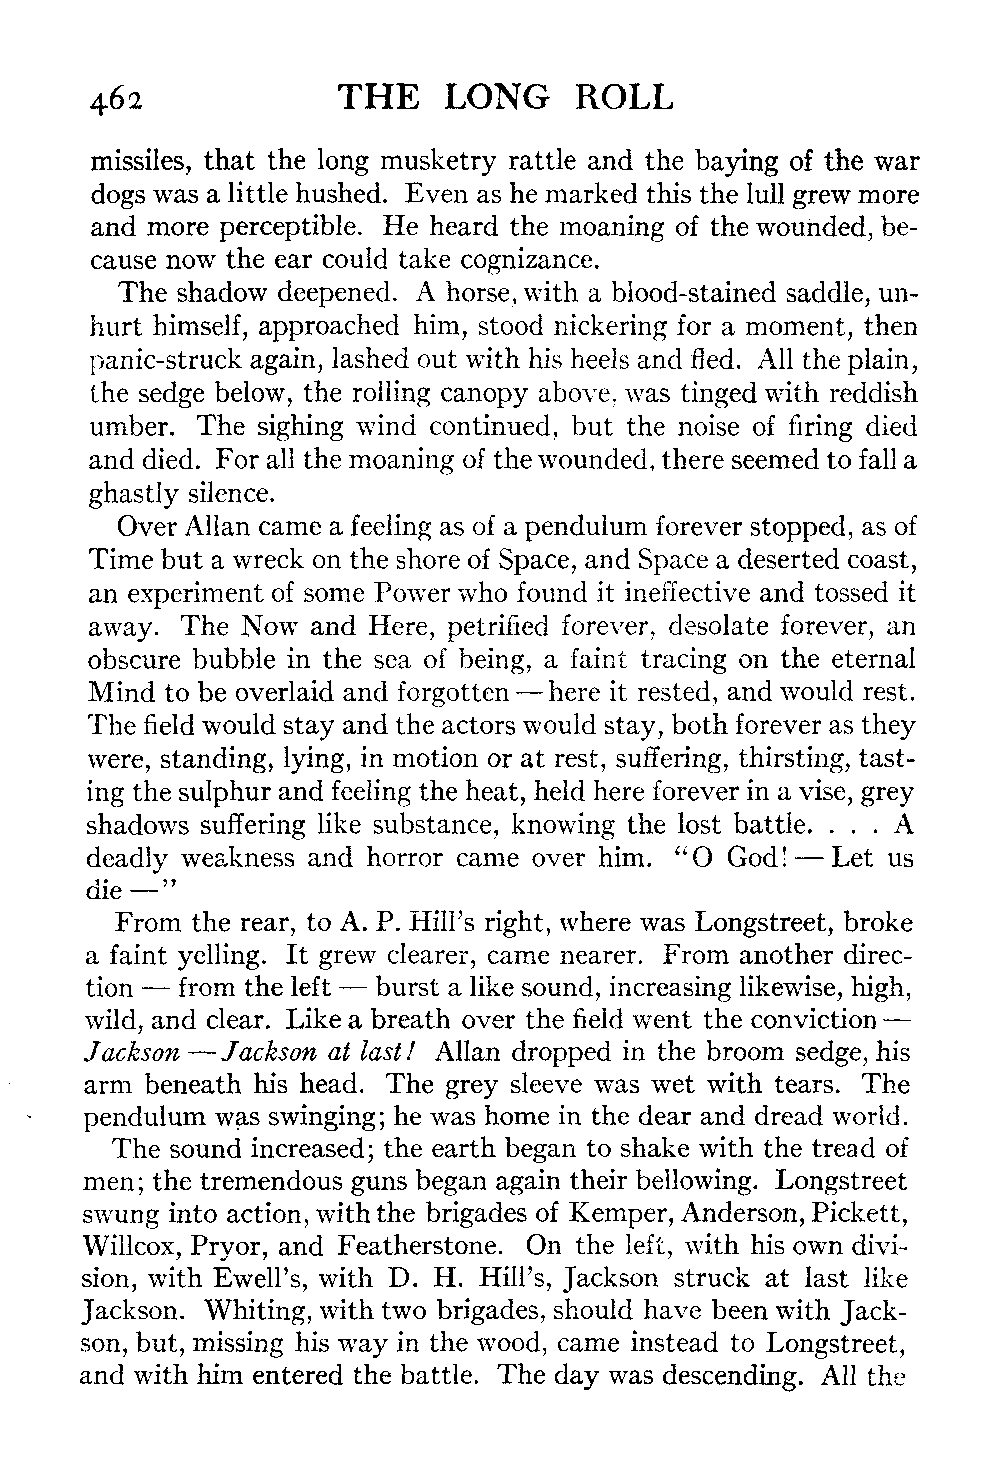 462 THE LONG ROLL
missiles, that the long musketry rattle and the baying of the war
dogs was a little hushed. Even as he marked this the lull grew more
and more perceptible. He heard the moaning of the wounded, be-
cause now the ear could take cognizance.
The shadow deepened. A horse, with a blood-stained saddle, un-
hurt himself, approached him, stood nickering for a moment, then
panic-struck again, lashed out with his heels and fled. All the plain,
the sedge below, the rolling canopy above, was tinged with reddish
umber. The sighing wind continued, but the noise of firing died
and died. For all the moaning of the wounded, there seemed to fall a
ghastly silence.
Over Allan came a feeling as of a pendulum forever stopped, as of
Time but a wreck on the shore of Space, and Space a deserted coast,
an experiment of some Power who found it ineffective and tossed it
away. The Now and Here, petrified forever, desolate forever, an
obscure bubble in the sea of being, a faint tracing on the eternal
Mind to be overlaid and forgotten — here it rested, and would rest.
The field would stay and the actors would stay, both forever as they
were, standing, lying, in motion or at rest, suffering, thirsting, tast-
ing the sulphur and feeling the heat, held here forever in a vise, grey
shadows suffering like substance, knowing the lost battle. . . . A
deadly weakness and horror came over him. "O God! — Let us
die —"
From the rear, to A. P. Hill's right, where was Longstreet, broke
a faint yelling. It grew clearer, came nearer. From another direc-
tion — from the left — burst a like sound, increasing likewise, high,
wild, and clear. Like a breath over the field went the conviction —
Jackson — Jackson at last! Allan dropped in the broom sedge, his
arm beneath his head. The grey sleeve was wet with tears. The
pendulum was swinging; he was home in the dear and dread world.
The sound increased; the earth began to shake with the tread of
men; the tremendous guns began again their bellowing. Longstreet
swung into action, with the brigades of Kemper, Anderson, Pickett,
Willcox, Pryor, and Featherstone. On the left, with his own divi-
sion, with Ewell's, with D. H. Hill's, Jackson struck at last like
Jackson. Whiting, with two brigades, should have been with Jack-
son, but, missing his way in the wood, came instead to Longstreet,
and with him entered the battle. The day was descending. All the